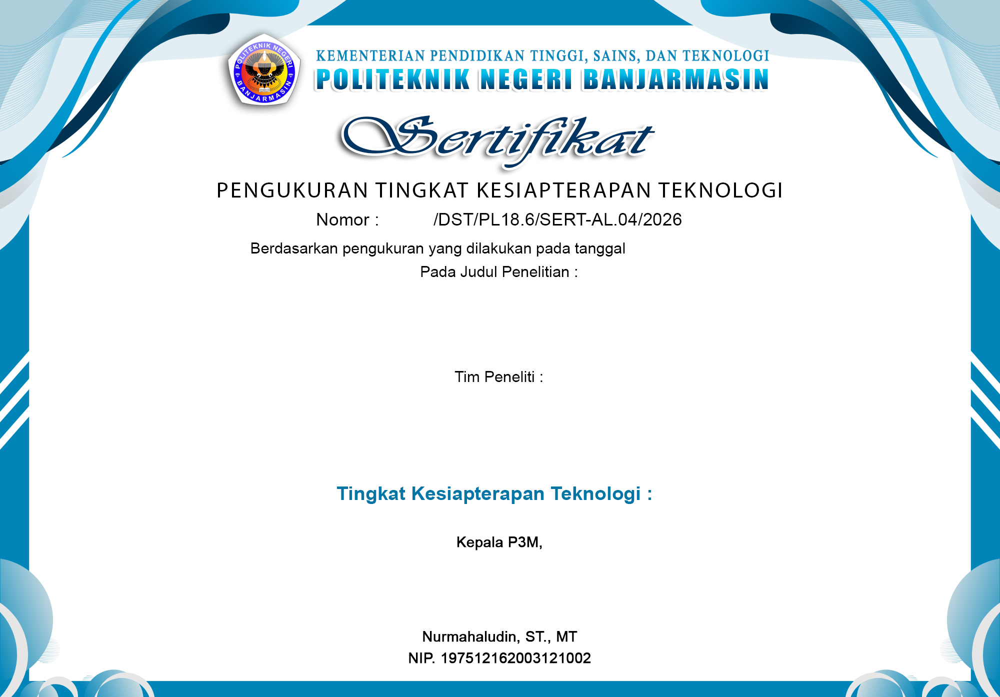 POLITEKNIK NEGERI
BANJARMASIN
KEMENTERIAN PENDIDIKAN TINGGI, SAINS, DAN TEKNOLOGI
POLITEKNIK NEGERI BANJARMASIN
Sertifikat
PENGUKURAN TINGKAT KESIAPTERAPAN TEKNOLOGI
Nomor : /DST/PL18.6/SERT-AL.04/2026
Berdasarkan pengukuran yang dilakukan pada tanggal
Pada Judul Penelitian :
Tim Peneliti :
Tingkat Kesiapterapan Teknologi :
Kepala P3M,
Nurmahaludin, ST., MT
NIP. 197512162003121002